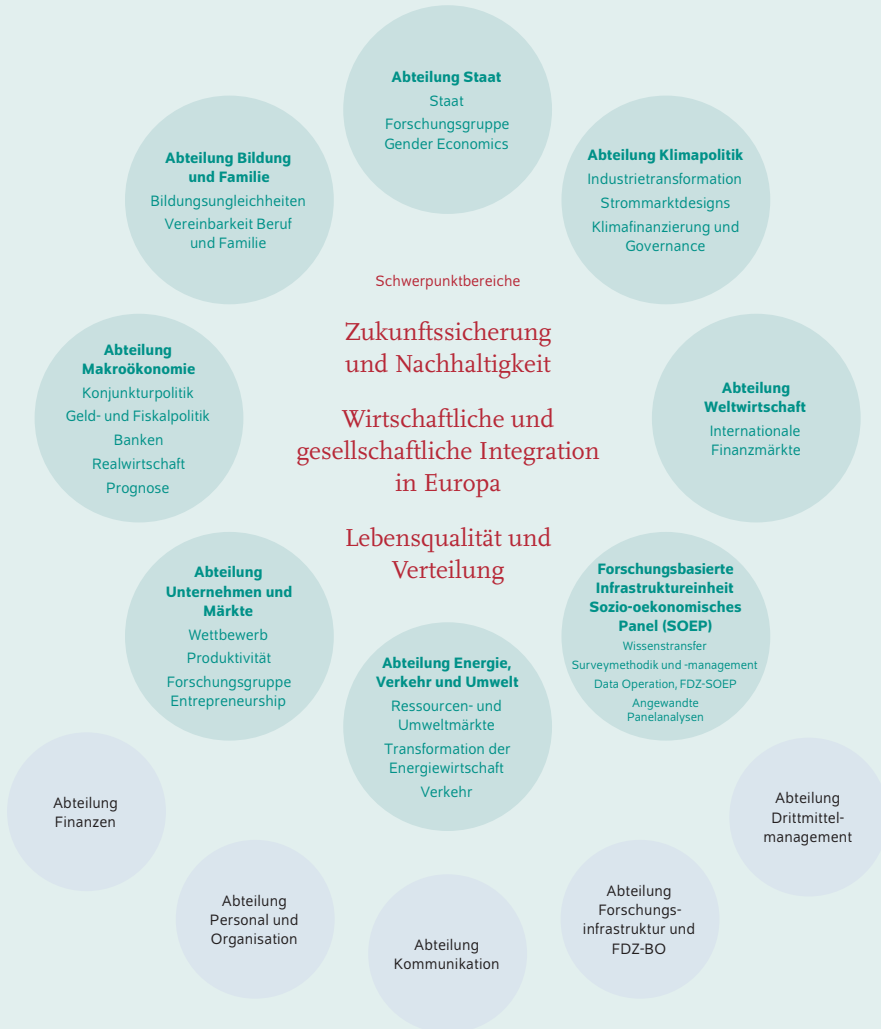 Abteilung Staat
Staat
Forschungsgruppe
Gender Economics
Abteilung Bildung
und Familie
Bildungsungleichheiten
Vereinbarkeit Beruf
und Familie
Abteilung Klimapolitik
Industrietransformation
Strommarktdesigns
Klimafinanzierung und
Governance
Schwerpunktbereiche
Zukunftssicherung
und Nachhaltigkeit
Wirtschaftliche und
gesellschaftliche Integration
in Europa
Lebensqualität und
Verteilung
Abteilung
Makroökonomie
Konjunkturpolitik
Geld- und Fiskalpolitik
Banken
Realwirtschaft
Prognose
Abteilung
Weltwirtschaft
Internationale
Finanzmärkte
Abteilung
Unternehmen und
Märkte
Wettbewerb
Produktivität
Forschungsgruppe
Entrepreneurship
Abteilung Energie,
Verkehr und Umwelt
Ressourcen- und
Umweltmärkte
Transformation der
Energiewirtschaft
Verkehr
Forschungsbasierte
Infrastruktureinheit
Sozio-oekonomisches
Panel (SOEP)
Wissenstransfer
Surveymethodik und -management
Data Operation, FDZ-SOEP
Angewandte
Panelanalysen
Abteilung
Finanzen
Abteilung
Personal und
Organisation
Abteilung
Kommunikation
Abteilung
Forschungs-
infrastruktur und
FDZ-BO
Abteilung
Drittmittel-
management